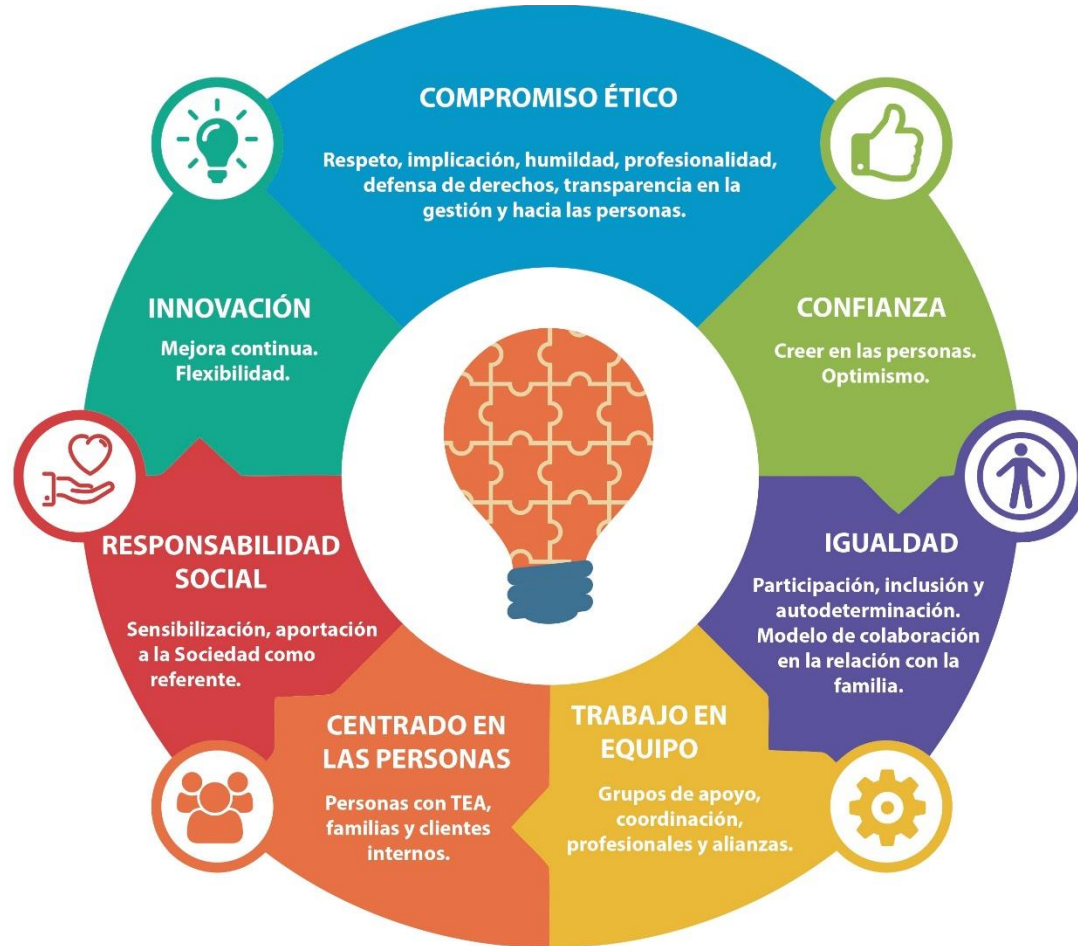 COMPROMISO ÉTICO
Respeto, implicación, humildad, profesionalidad,
defensa de derechos, transparencia en la
gestión y hacia las personas.
CONFIANZA
Creer en las personas.
Optimismo.
IGUALDAD
Participación, inclusión y
autodeterminación.
Modelo de colaboración
en la relación con la
familia.
TRABAJO EN
EQUIPO
Grupos de apoyo,
coordinación,
profesionales y alianzas.
CENTRADO EN
LAS PERSONAS
Personas con TEA,
familias y clientes
internos.
RESPONSABILIDAD
SOCIAL
Sensibilización, aportación
a la Sociedad como
referente.
INNOVACIÓN
Mejora continua.
Flexibilidad.